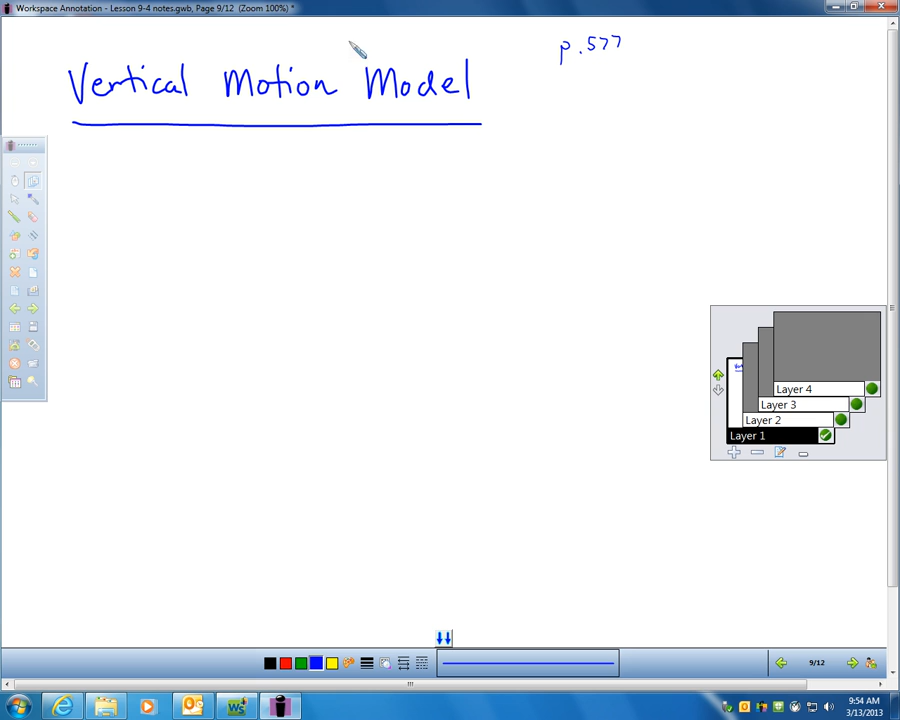 Workspace Annotation - Lesson 9-4 notes.gwb, Page 9/12 (Zoom 100%) *
p.577
Vertical Motion Model
Layer 4
Layer 3
Layer 2
Layer 1
9/12
9:54 AM
3/13/2013